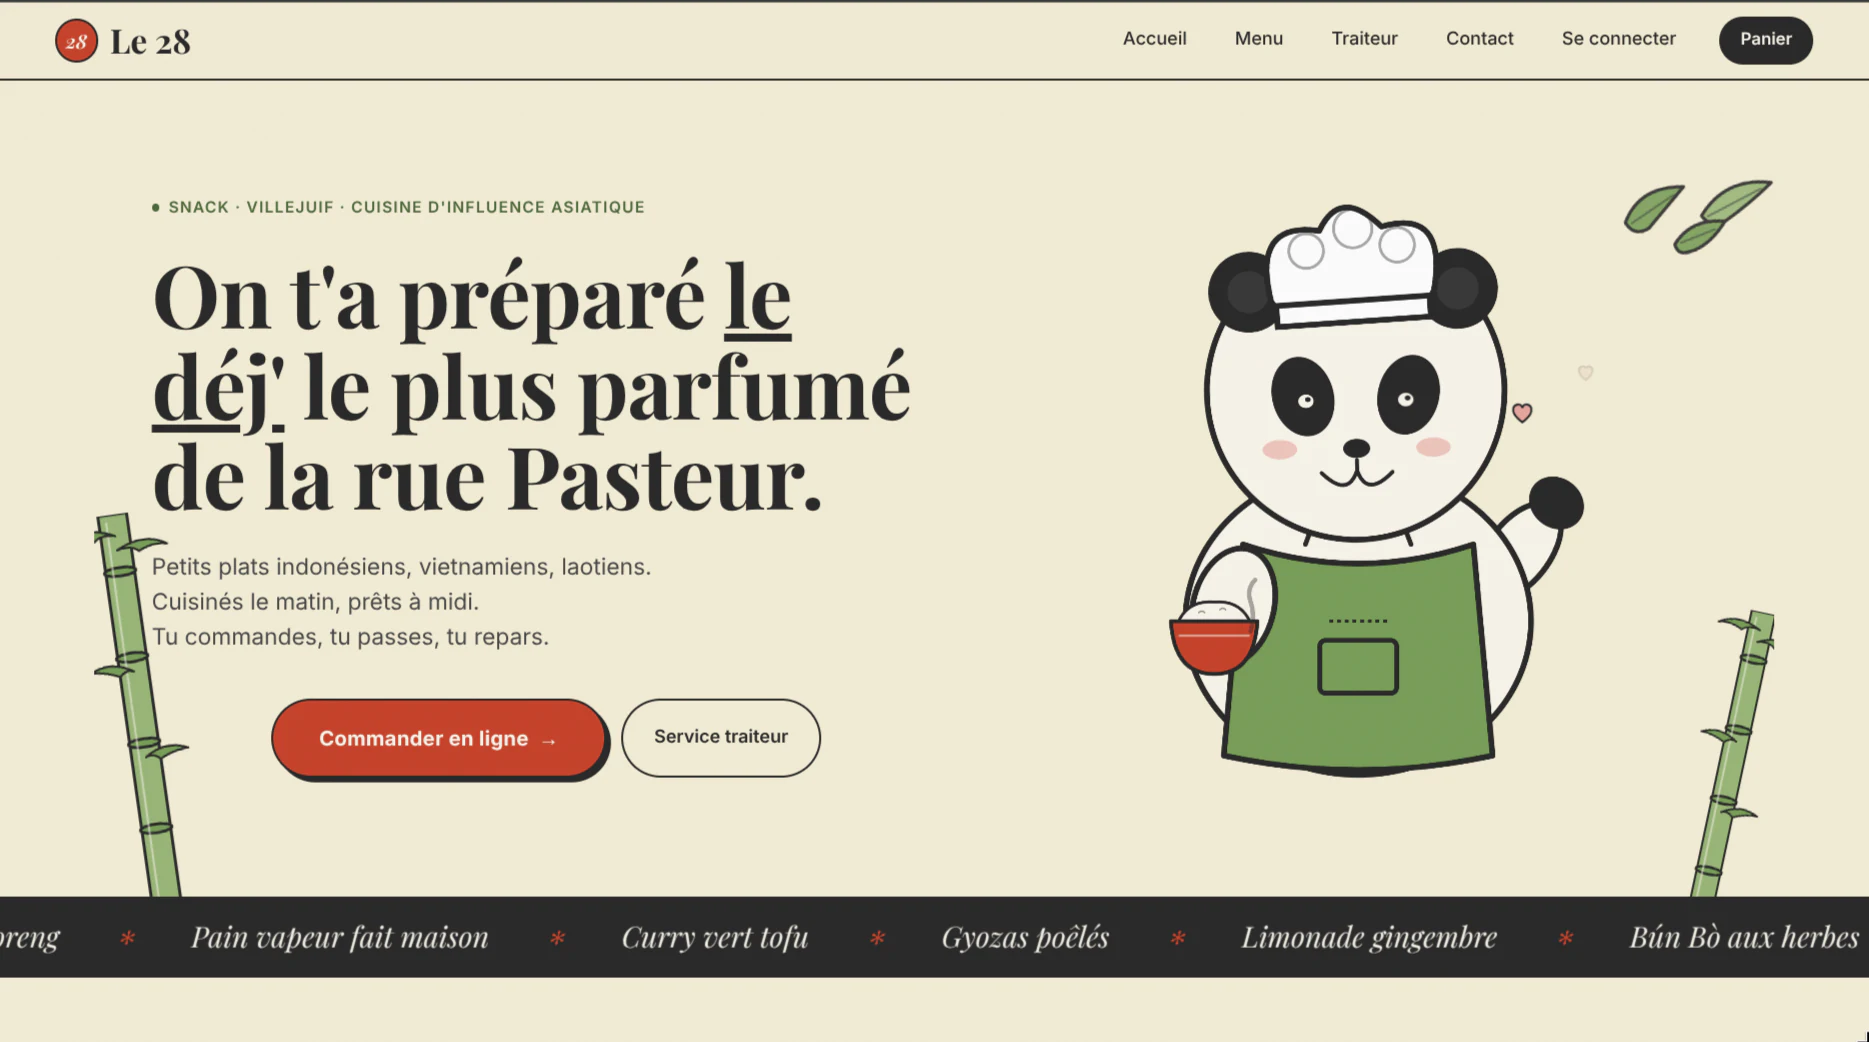 28 Le 28
Accueil Menu Traiteur Contact Se connecter Panier
• SNACK · VILLEJUIF · CUISINE D'INFLUENCE ASIATIQUE
On t'a préparé le
déj' le plus parfumé
de la rue Pasteur.
Petits plats indonésiens, vietnamiens, laotiens.
Cuisinés le matin, prêts à midi.
Tu commandes, tu passes, tu repars.
Commander en ligne →
Service traiteur
oreng * Pain vapeur fait maison * Curry vert tofu * Gyozas poêlés * Limonade gingembre * Bún Bò aux herbes